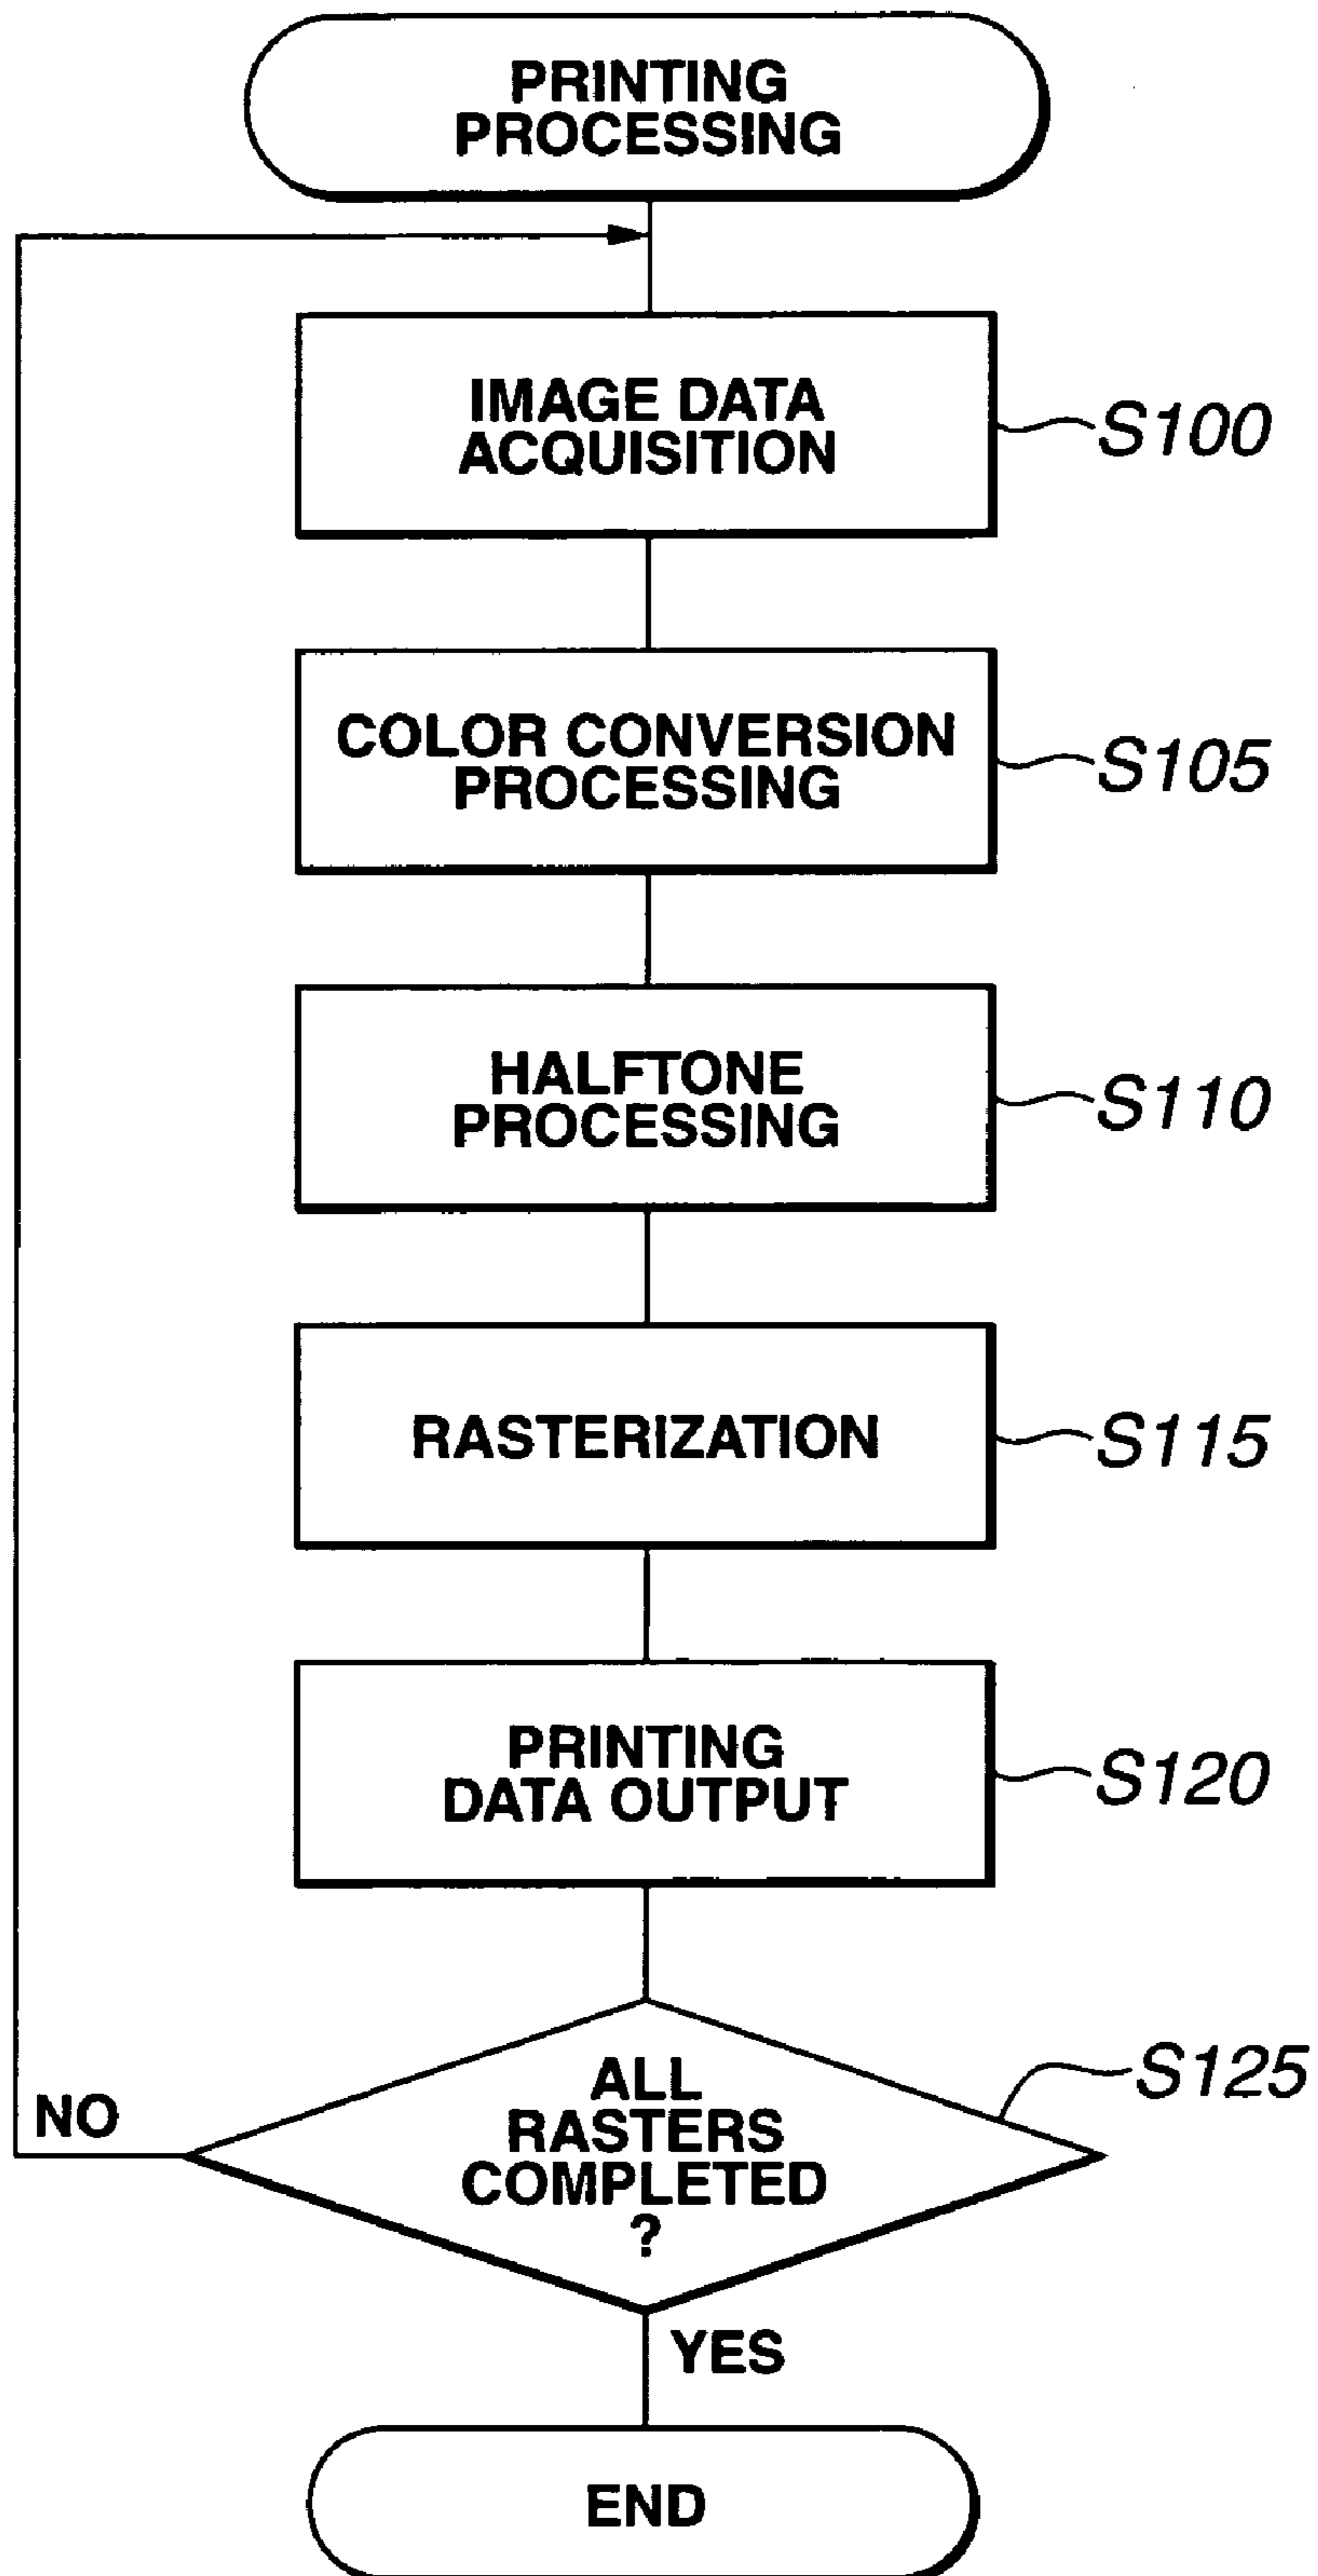 PRINTING
PROCESSING
IMAGE DATA
ACQUISITION
S100
COLOR CONVERSION
PROCESSING
S105
HALFTONE
PROCESSING
S110
RASTERIZATION
S115
PRINTING
DATA OUTPUT
S120
ALL
RASTERS
COMPLETED
?
S125
NO
YES
END